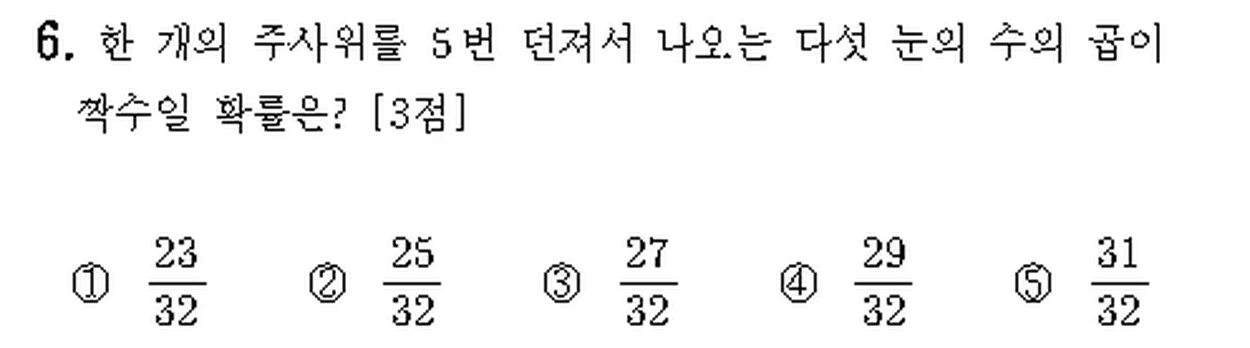 6. 한 개의 주사위를 5번 던져서 나오는 다섯 눈의 수의 곱이
짝수일 확률은? [3점]
① 23/32 ② 25/32 ③ 27/32 ④ 29/32 ⑤ 31/32